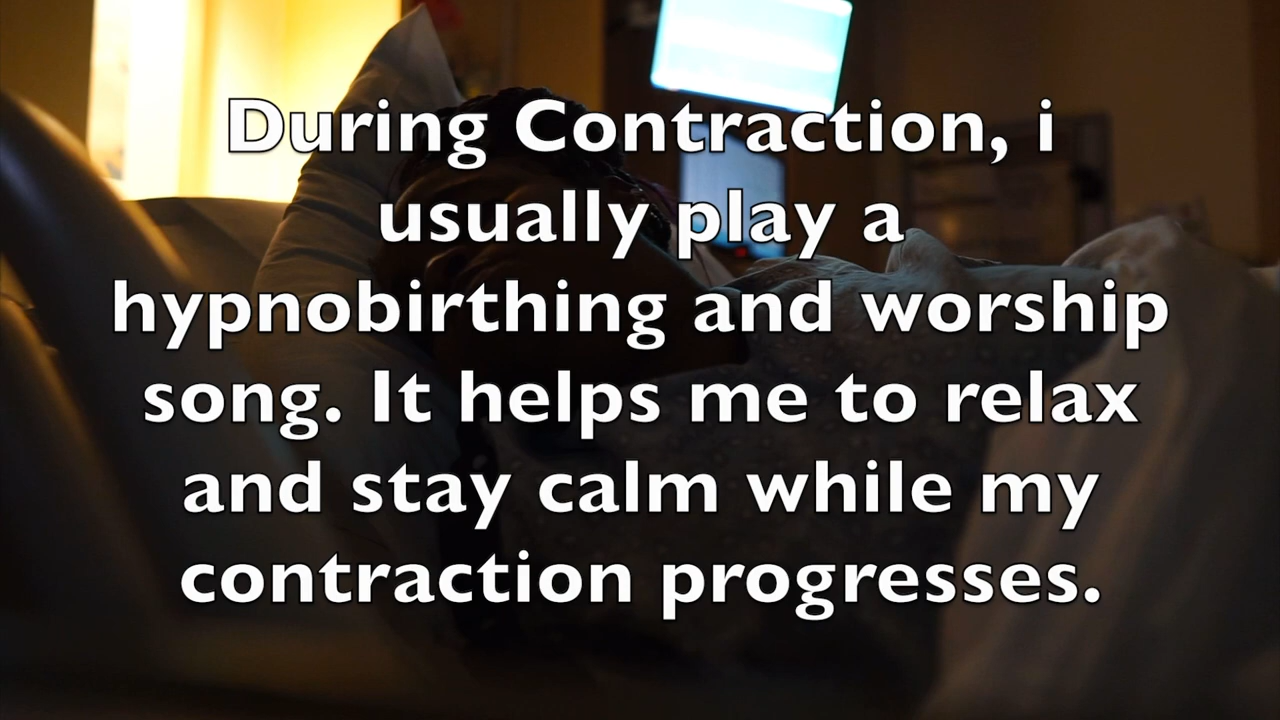 During Contraction, i
usually play a
hypnobirthing and worship
song. It helps me to relax
and stay calm while my
contraction progresses.